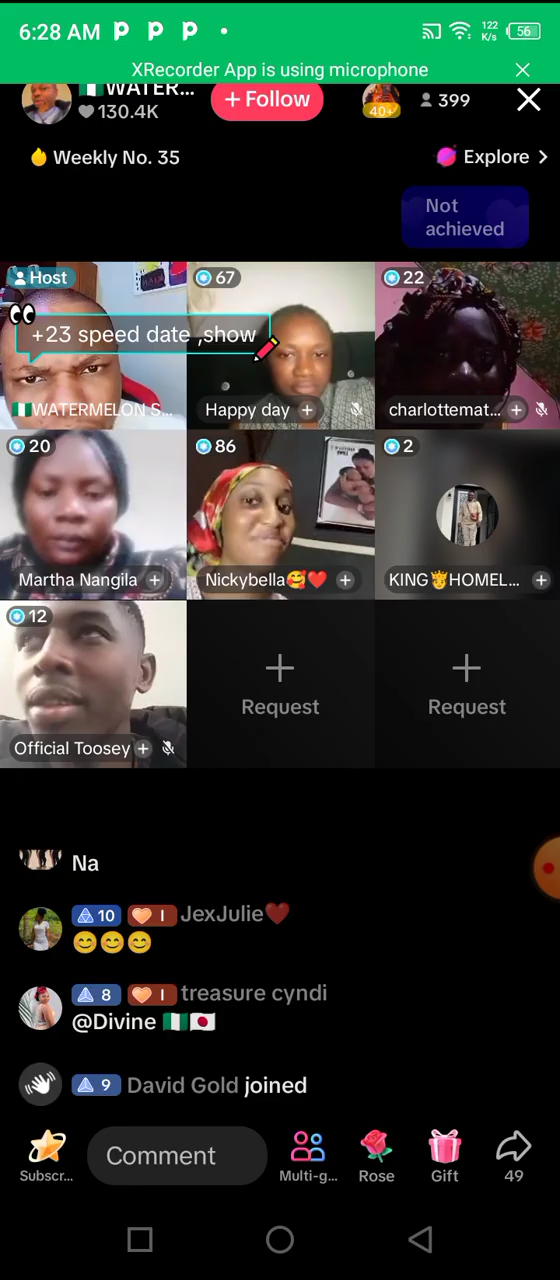 6:28 AM
122
K/s
56
XRecorder App is using microphone
WATER...
130.4K
+ Follow
40+
399
Weekly No. 35
Explore
Not
achieved
Host
67
22
+23 speed date ,show
WATERMELON S...
Happy day +
charlottemat... +
20
86
2
Martha Nangila +
Nickybella🥰❤️ +
KING🤴HOMEL... +
12
Request
Request
Official Toosey +
Na
10 I JexJulie❤️
😊😊😊
8 I treasure cyndi
@Divine 🇳🇬🇯🇵
9 David Gold joined
Comment
Subscr...
Multi-g...
Rose
Gift
49